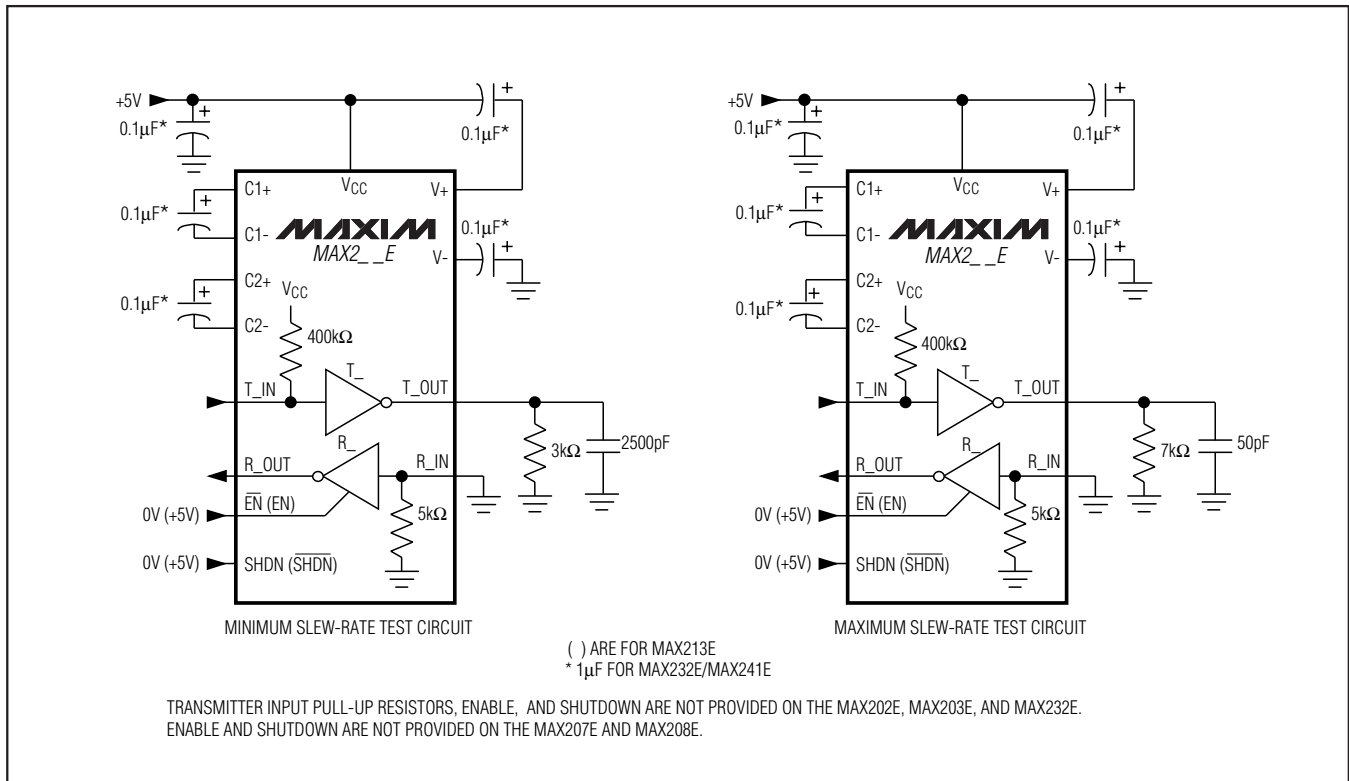 +5V
+
0.1µF*
+
0.1µF*
C1+
VCC
V+
0.1µF*
+
C1-
MAXIM
MAX2_ _E
0.1µF*
+
V-
C2+
VCC
0.1µF*
+
C2-
400kΩ
T_IN
T_
T_OUT
3kΩ
2500pF
R_OUT
R_
R_IN
0V (+5V)
E̅N̅ (EN)
5kΩ
0V (+5V)
SHDN (S̅H̅D̅N̅)
MINIMUM SLEW-RATE TEST CIRCUIT
+5V
+
0.1µF*
+
0.1µF*
C1+
VCC
V+
0.1µF*
+
C1-
MAXIM
MAX2_ _E
0.1µF*
+
V-
C2+
VCC
0.1µF*
+
C2-
400kΩ
T_IN
T_
T_OUT
7kΩ
50pF
R_OUT
R_
R_IN
0V (+5V)
E̅N̅ (EN)
5kΩ
0V (+5V)
SHDN (S̅H̅D̅N̅)
MAXIMUM SLEW-RATE TEST CIRCUIT
( ) ARE FOR MAX213E
* 1µF FOR MAX232E/MAX241E
TRANSMITTER INPUT PULL-UP RESISTORS, ENABLE, AND SHUTDOWN ARE NOT PROVIDED ON THE MAX202E, MAX203E, AND MAX232E.
ENABLE AND SHUTDOWN ARE NOT PROVIDED ON THE MAX207E AND MAX208E.